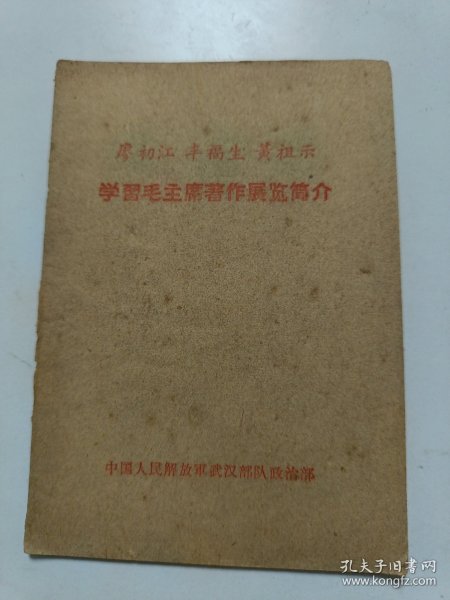 廖初江 丰福生 黄祖示
学習毛主席著作展览简介
中国人民解放軍武汉部队政治部
孔夫子旧书网
www.kongfz.com